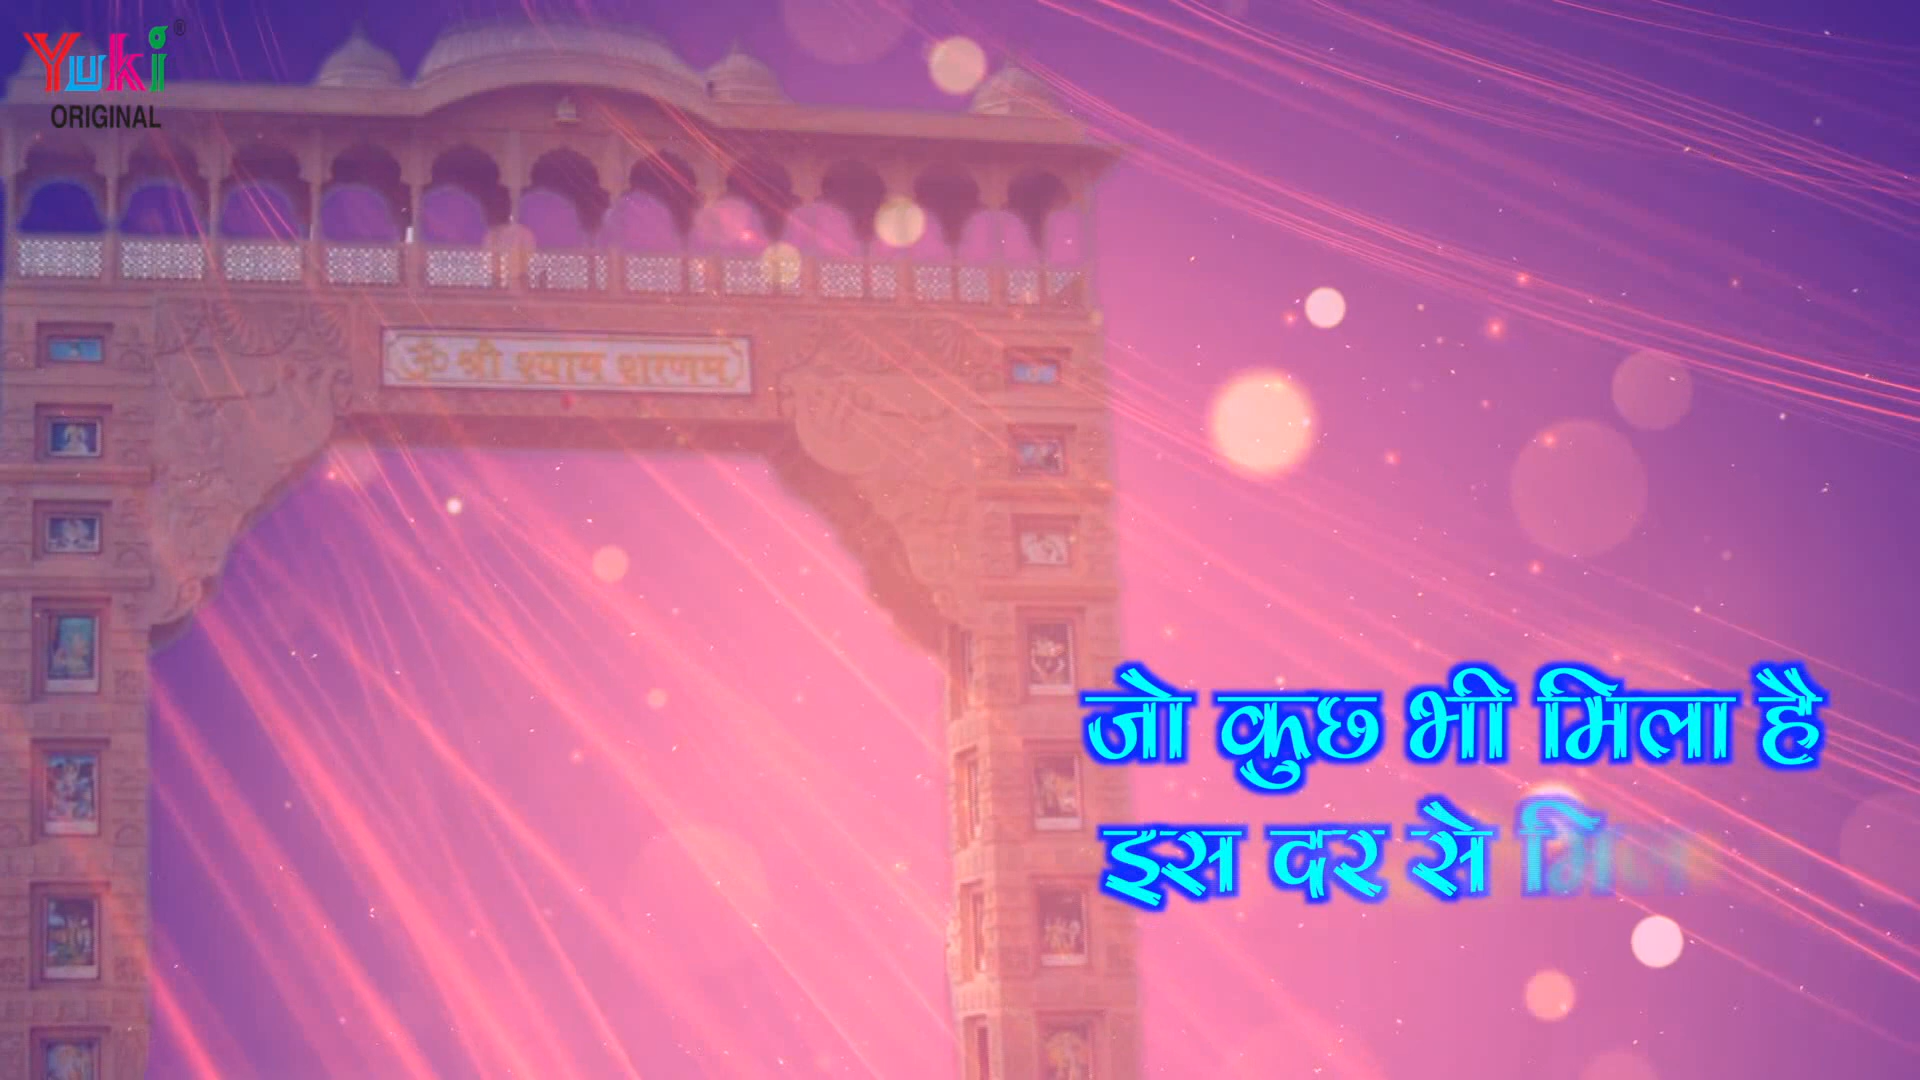 Yuki®
ORIGINAL
ॐ श्री श्याम शरणम्
जो कुछ भी मिला है
इस दर से